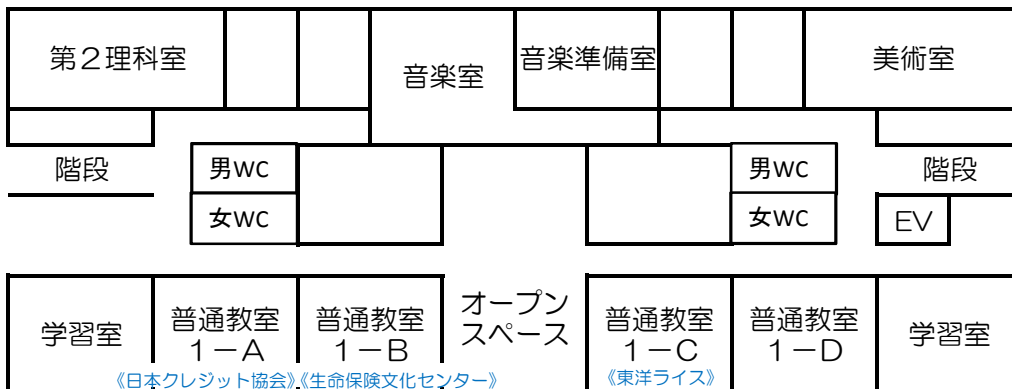 第２理科室
音楽室
音楽準備室
美術室
階段
男WC
男WC
階段
女WC
女WC
EV
学習室
普通教室
１－A
普通教室
１－B
オープン
スペース
普通教室
１－C
普通教室
１－D
学習室
《日本クレジット協会》
《生命保険文化センター》
《東洋ライス》